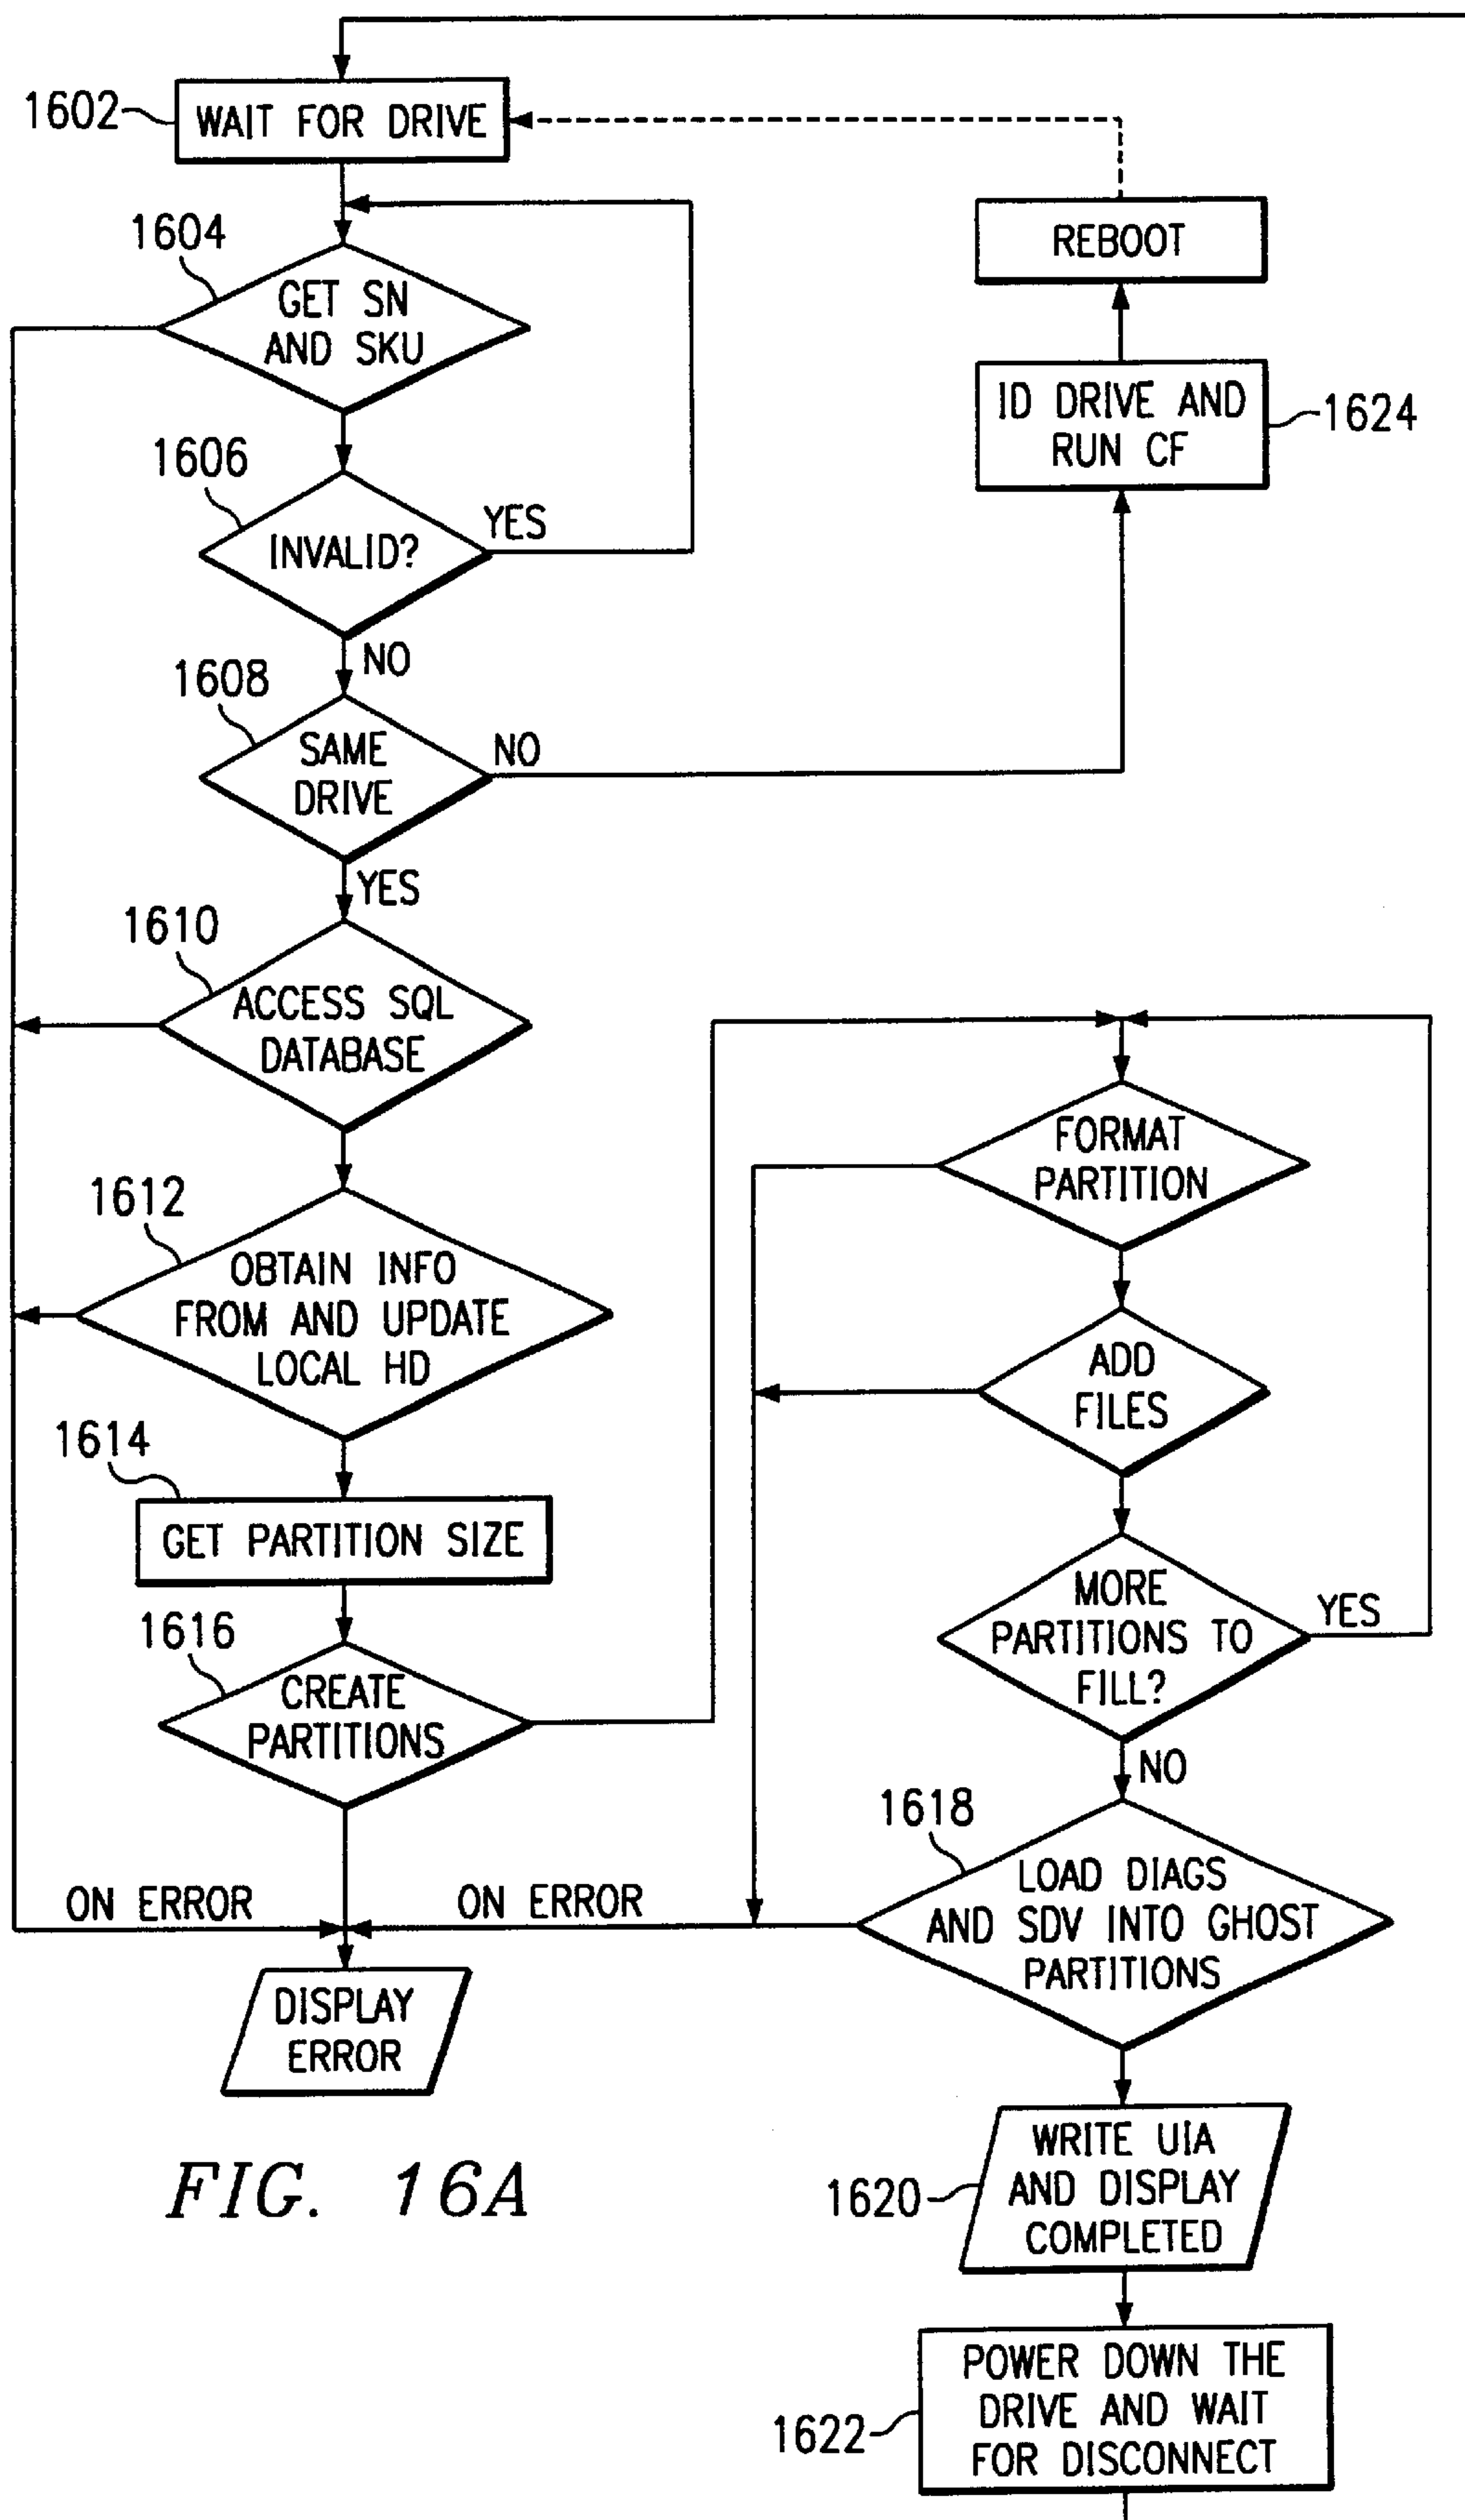 1602
WAIT FOR DRIVE
1604
GET SN
AND SKU
REBOOT
ID DRIVE AND
RUN CF
1624
1606
INVALID?
YES
NO
1608
SAME
DRIVE
NO
YES
1610
ACCESS SQL
DATABASE
1612
OBTAIN INFO
FROM AND UPDATE
LOCAL HD
1614
GET PARTITION SIZE
1616
CREATE
PARTITIONS
ON ERROR
DISPLAY
ERROR
FORMAT
PARTITION
ADD
FILES
MORE
PARTITIONS TO
FILL?
YES
NO
1618
LOAD DIAGS
AND SDV INTO GHOST
PARTITIONS
ON ERROR
1620
WRITE UIA
AND DISPLAY
COMPLETED
1622
POWER DOWN THE
DRIVE AND WAIT
FOR DISCONNECT
FIG. 16A